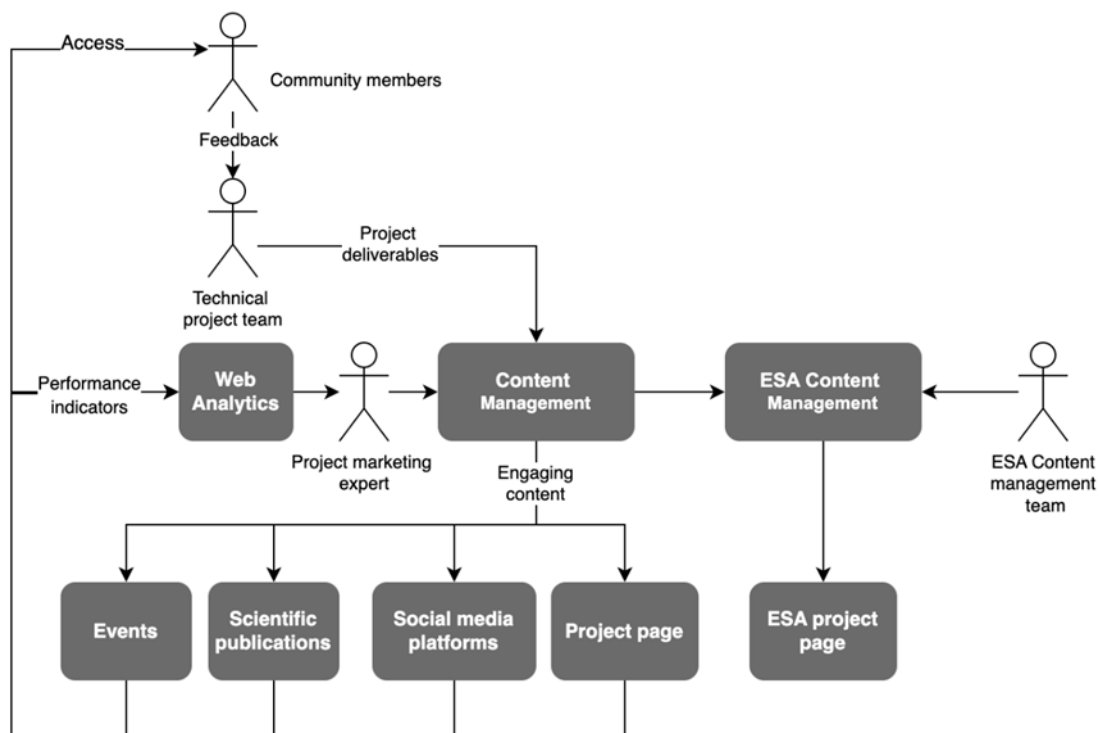 Access
Community members
Feedback
Project
deliverables
Technical
project team
Performance
indicators
Web
Analytics
Project marketing
expert
Content
Management
ESA Content
Management
ESA Content
management
team
Engaging
content
Events
Scientific
publications
Social media
platforms
Project page
ESA project
page